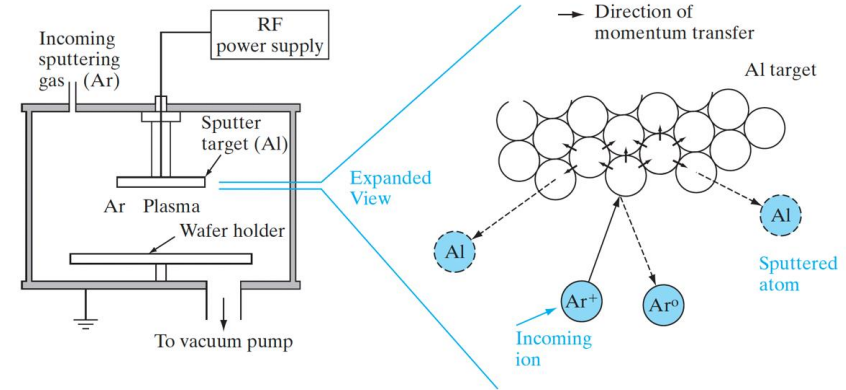 Incoming
sputtering
gas (Ar)
RF
power supply
Sputter
target (Al)
Ar Plasma
Wafer holder
To vacuum pump
Expanded
View
Direction of
momentum transfer
Al target
Al
Al
Sputtered
atom
Ar+
Aro
Incoming
ion